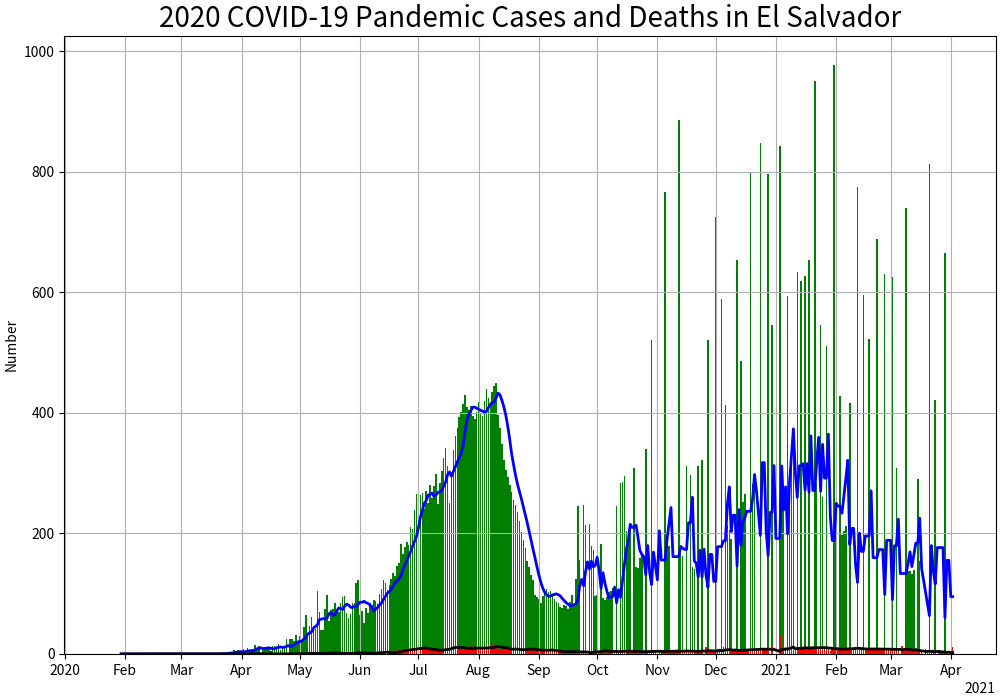 2020 COVID-19 Pandemic Cases and Deaths in El Salvador
1000
800
600
400
200
0
Number
2020 Feb Mar Apr May Jun Jul Aug Sep Oct Nov Dec 2021 Feb Mar Apr
2021